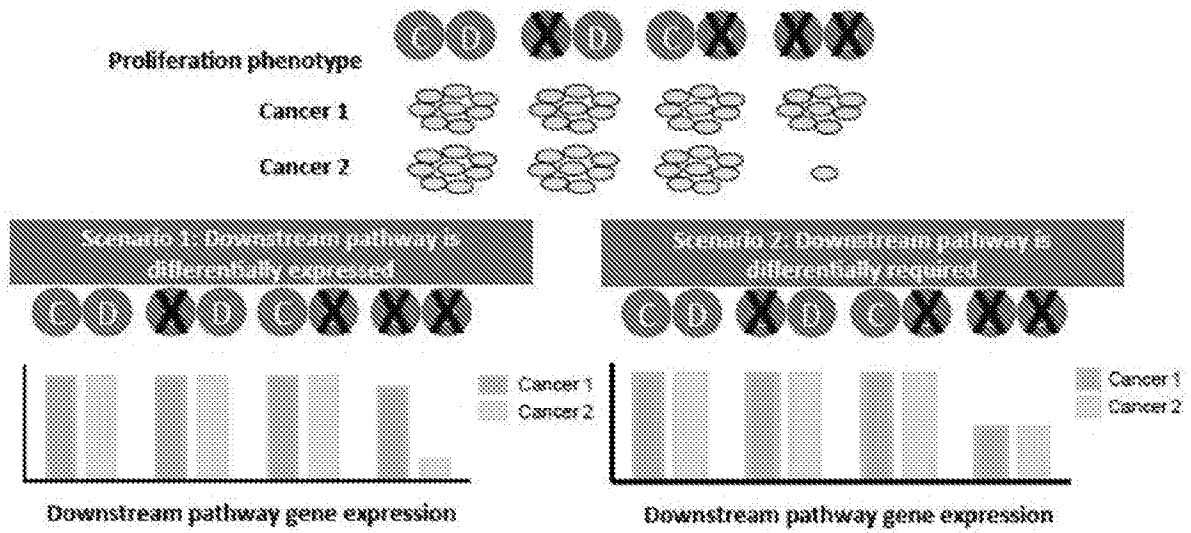 C D X D C X X X
Proliferation phenotype
Cancer 1
Cancer 2
Scenario 1: Downstream pathway is
differentially expressed
C D X D C X X X
Cancer 1
Cancer 2
Downstream pathway gene expression
Scenario 2: Downstream pathway is
differentially required
C D X D C X X X
Cancer 1
Cancer 2
Downstream pathway gene expression